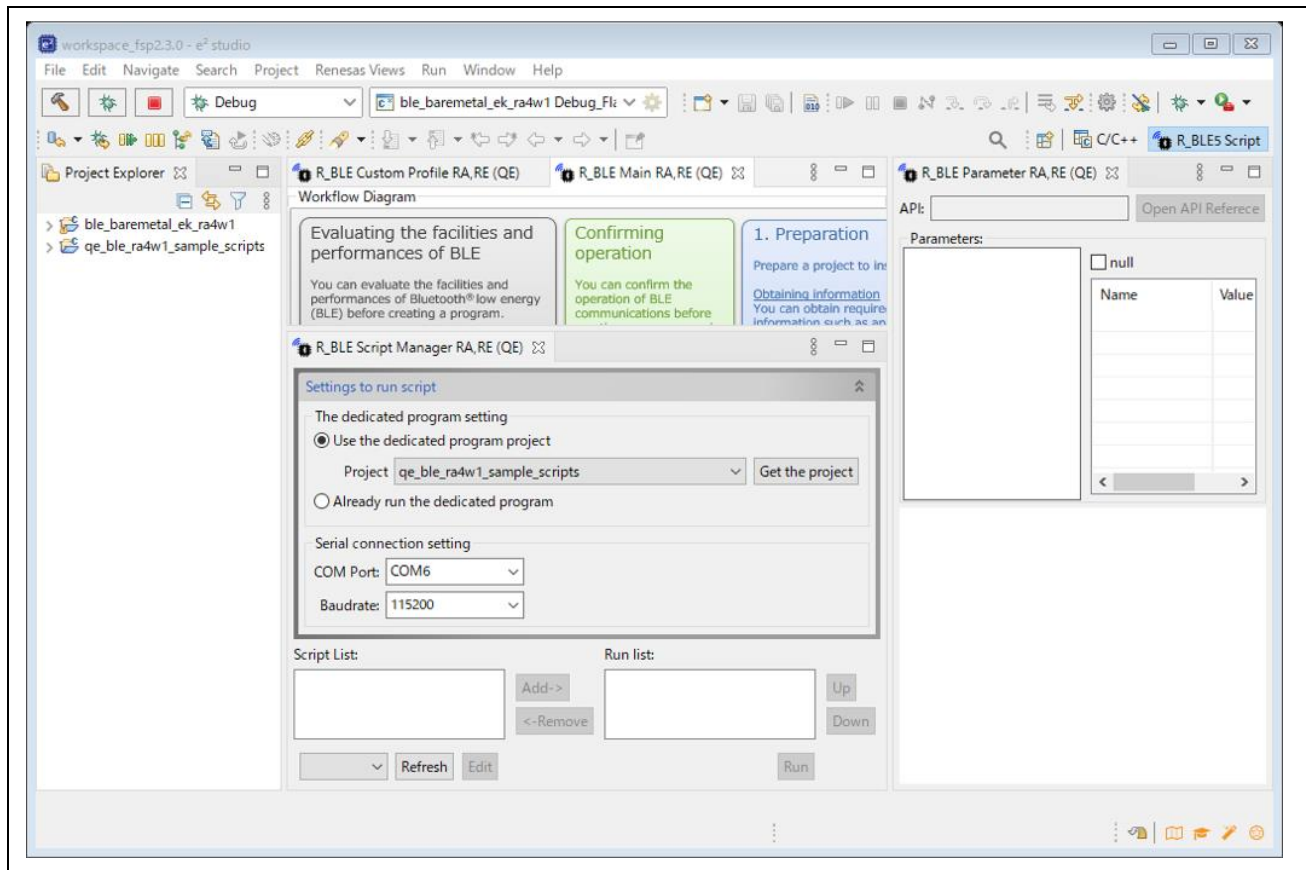 workspace_fsp2.3.0 - e² studio
File Edit Navigate Search Project Renesas Views Run Window Help
Debug ble_baremetal_ek_ra4w1 Debug_Fla
C/C++ R_BLE5 Script
Project Explorer
ble_baremetal_ek_ra4w1
qe_ble_ra4w1_sample_scripts
R_BLE Custom Profile RA,RE (QE) R_BLE Main RA,RE (QE)
Workflow Diagram
Evaluating the facilities and
performances of BLE
You can evaluate the facilities and
performances of Bluetooth® low energy
(BLE) before creating a program.
Confirming
operation
You can confirm the
operation of BLE
communications before
1. Preparation
Prepare a project to in
Obtaining information
You can obtain require
information such as an
R_BLE Script Manager RA,RE (QE)
Settings to run script
The dedicated program setting
Use the dedicated program project
Project qe_ble_ra4w1_sample_scripts Get the project
Already run the dedicated program
Serial connection setting
COM Port: COM6
Baudrate: 115200
Script List: Run list:
Add-> Up
<-Remove Down
Refresh Edit Run
R_BLE Parameter RA,RE (QE)
API: Open API Referece
Parameters:
null
Name Value